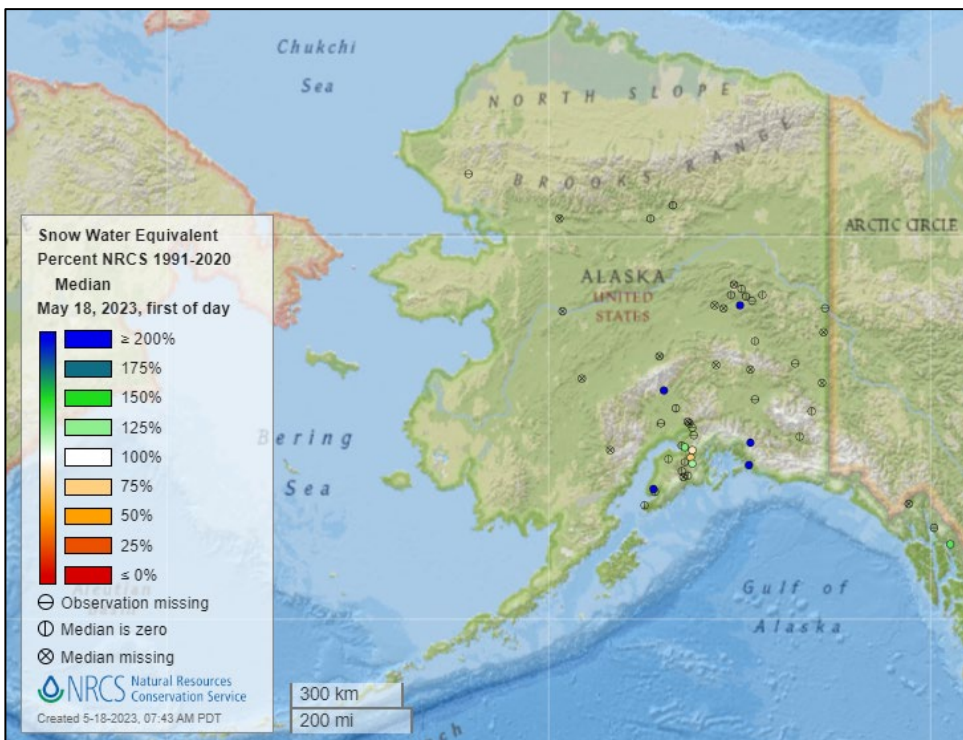 Chukchi
Sea
NORTH SLOPE
BROOKS RANGE
ARCTIC CIRCLE
ALASKA
UNITED
STATES
Bering
Sea
Gulf of
Alaska
Aleutian
Snow Water Equivalent
Percent NRCS 1991-2020
Median
May 18, 2023, first of day
≥ 200%
175%
150%
125%
100%
75%
50%
25%
≤ 0%
Observation missing
Median is zero
Median missing
NRCS Natural Resources
Conservation Service
Created 5-18-2023, 07:43 AM PDT
300 km
200 mi